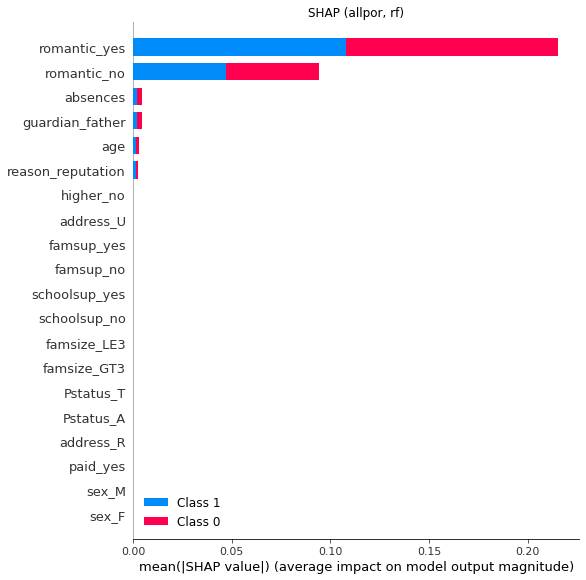 SHAP (allpor, rf)
romantic_yes
romantic_no
absences
guardian_father
age
reason_reputation
higher_no
address_U
famsup_yes
famsup_no
schoolsup_yes
schoolsup_no
famsize_LE3
famsize_GT3
Pstatus_T
Pstatus_A
address_R
paid_yes
sex_M
sex_F
Class 1
Class 0
0.00 0.05 0.10 0.15 0.20
mean(|SHAP value|) (average impact on model output magnitude)